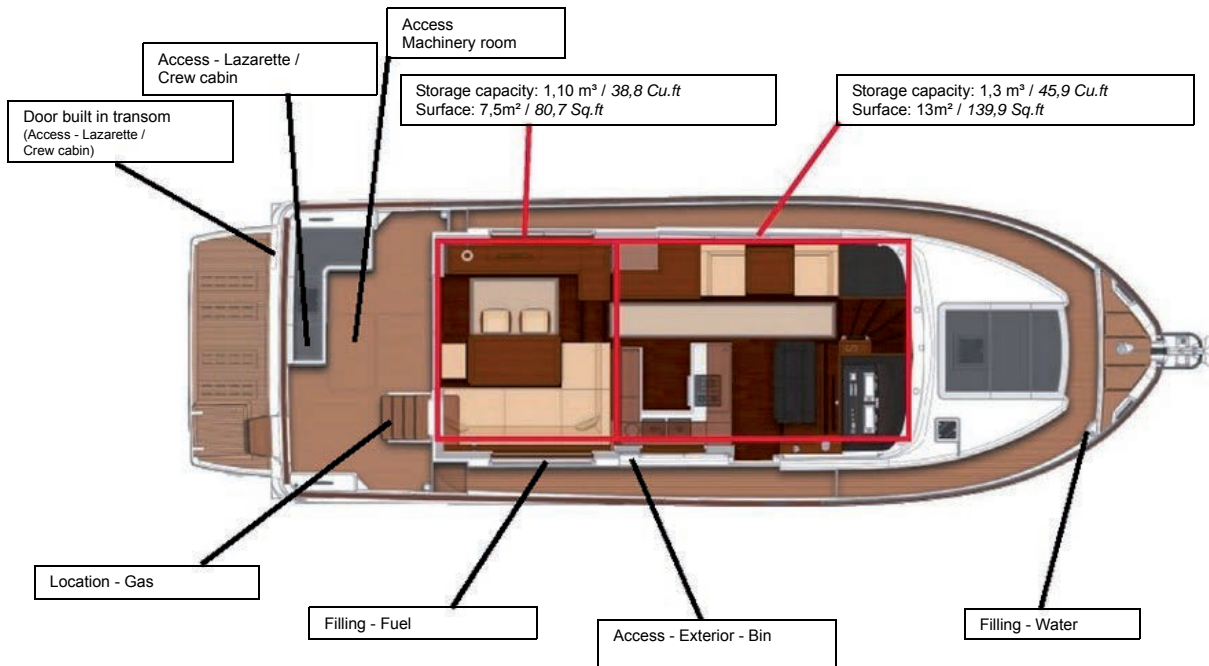 Access
Machinery room
Access - Lazarette /
Crew cabin
Storage capacity: 1,10 m³ / 38,8 Cu.ft
Surface: 7,5m² / 80,7 Sq.ft
Storage capacity: 1,3 m³ / 45,9 Cu.ft
Surface: 13m² / 139,9 Sq.ft
Door built in transom
(Access - Lazarette /
Crew cabin)
Location - Gas
Filling - Fuel
Access - Exterior - Bin
Filling - Water